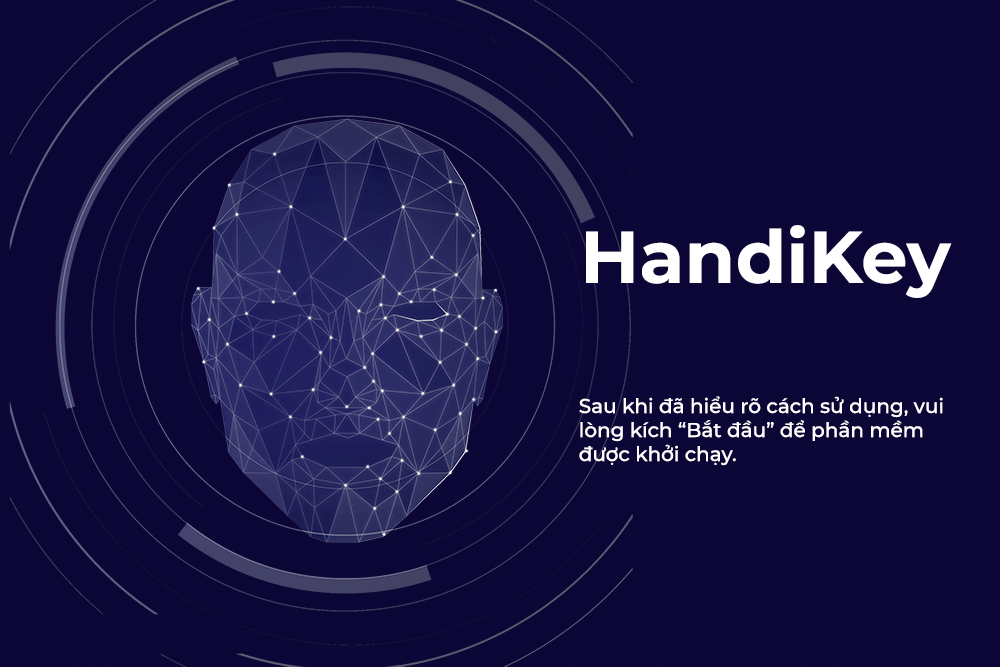 HandiKey
Sau khi đã hiểu rõ cách sử dụng, vui
lòng kích “Bắt đầu” để phần mềm
được khởi chạy.